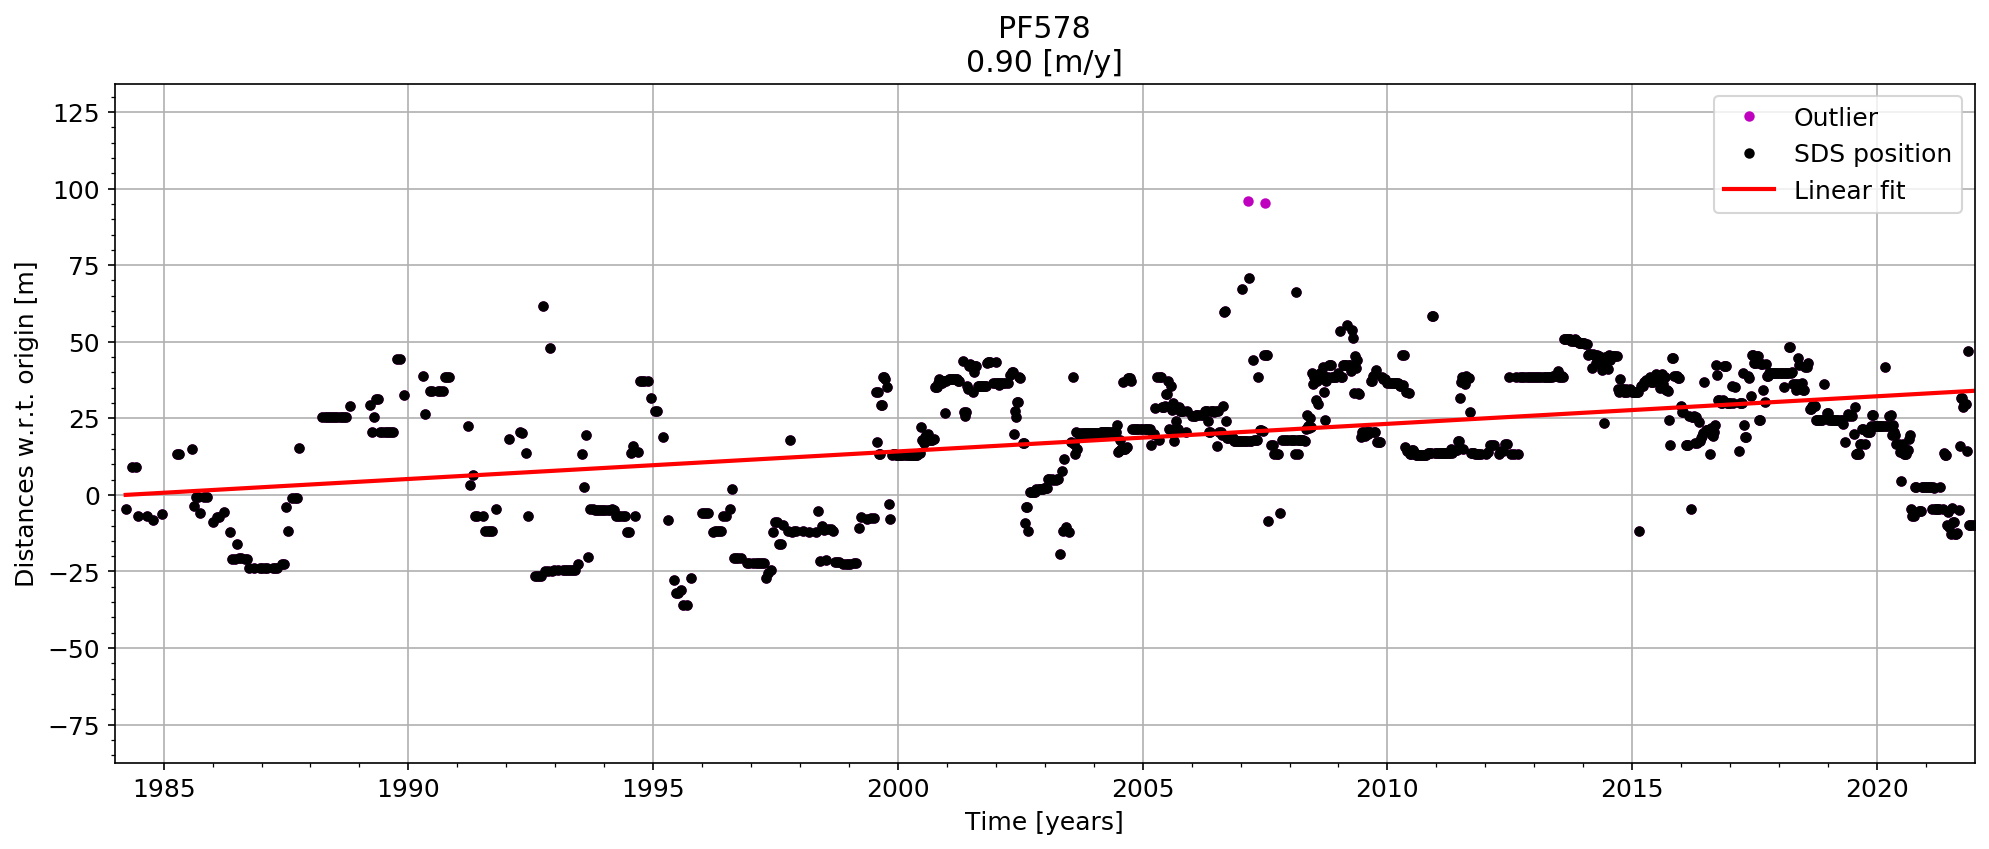 PF578
0.90 [m/y]
Outlier
SDS position
Linear fit
Distances w.r.t. origin [m]
125
100
75
50
25
0
−25
−50
−75
1985
1990
1995
2000
2005
2010
2015
2020
Time [years]